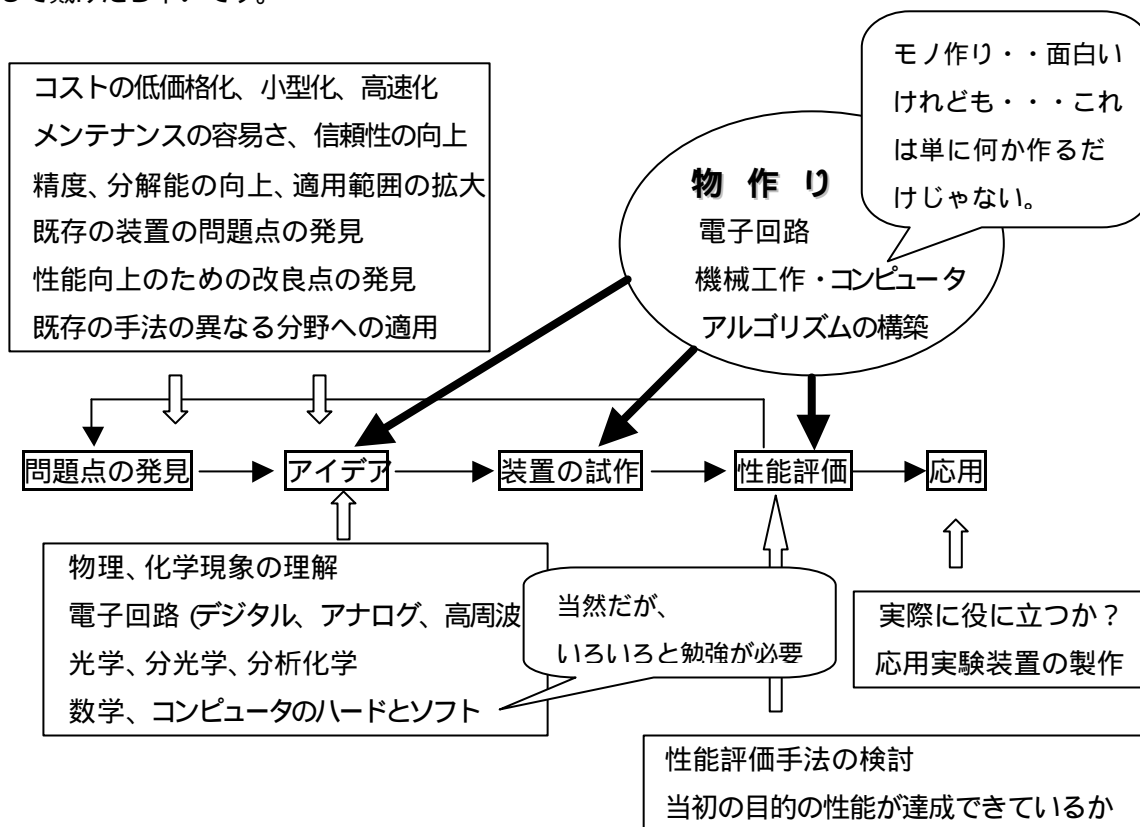 コストの低価格化、小型化、高速化
メンテナンスの容易さ、信頼性の向上
精度、分解能の向上、適用範囲の拡大
既存の装置の問題点の発見
性能向上のための改良点の発見
既存の手法の異なる分野への適用
モノ作り・・面白い
けれども・・・これ
は単に何か作るだ
けじゃない。
物 作 り
電子回路
機械工作・コンピュータ
アルゴリズムの構築
問題点の発見
アイデア
装置の試作
性能評価
応用
物理、化学現象の理解
電子回路(デジタル、アナログ、高周波
光学、分光学、分析化学
数学、コンピュータのハードとソフト
当然だが、
いろいろと勉強が必要
実際に役に立つか？
応用実験装置の製作
性能評価手法の検討
当初の目的の性能が達成できているか